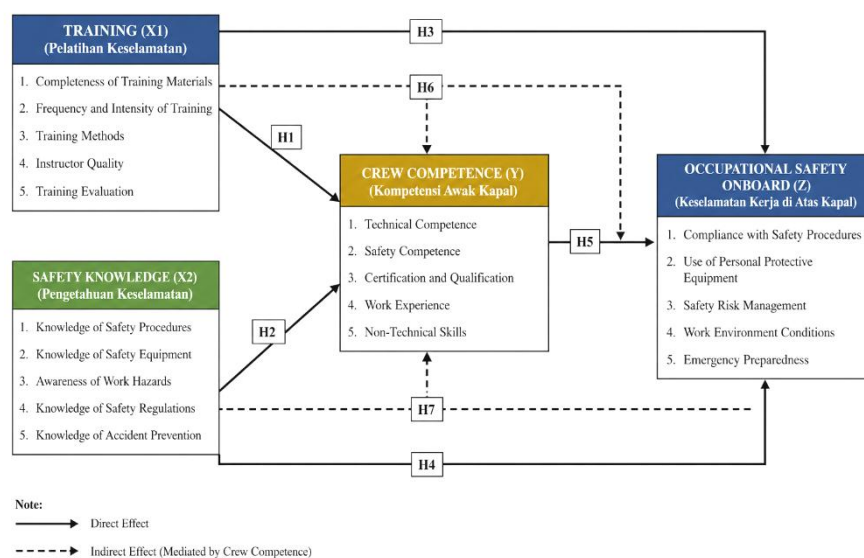 TRAINING (X1)
(Pelatihan Keselamatan)
1. Completeness of Training Materials
2. Frequency and Intensity of Training
3. Training Methods
4. Instructor Quality
5. Training Evaluation
H3
H6
H1
CREW COMPETENCE (Y)
(Kompetensi Awak Kapal)
1. Technical Competence
2. Safety Competence
3. Certification and Qualification
4. Work Experience
5. Non-Technical Skills
H5
OCCUPATIONAL SAFETY
ONBOARD (Z)
(Keselamatan Kerja di Atas Kapal)
1. Compliance with Safety Procedures
2. Use of Personal Protective
Equipment
3. Safety Risk Management
4. Work Environment Conditions
5. Emergency Preparedness
SAFETY KNOWLEDGE (X2)
(Pengetahuan Keselamatan)
1. Knowledge of Safety Procedures
2. Knowledge of Safety Equipment
3. Awareness of Work Hazards
4. Knowledge of Safety Regulations
5. Knowledge of Accident Prevention
H2
H7
H4
Note:
Direct Effect
Indirect Effect (Mediated by Crew Competence)